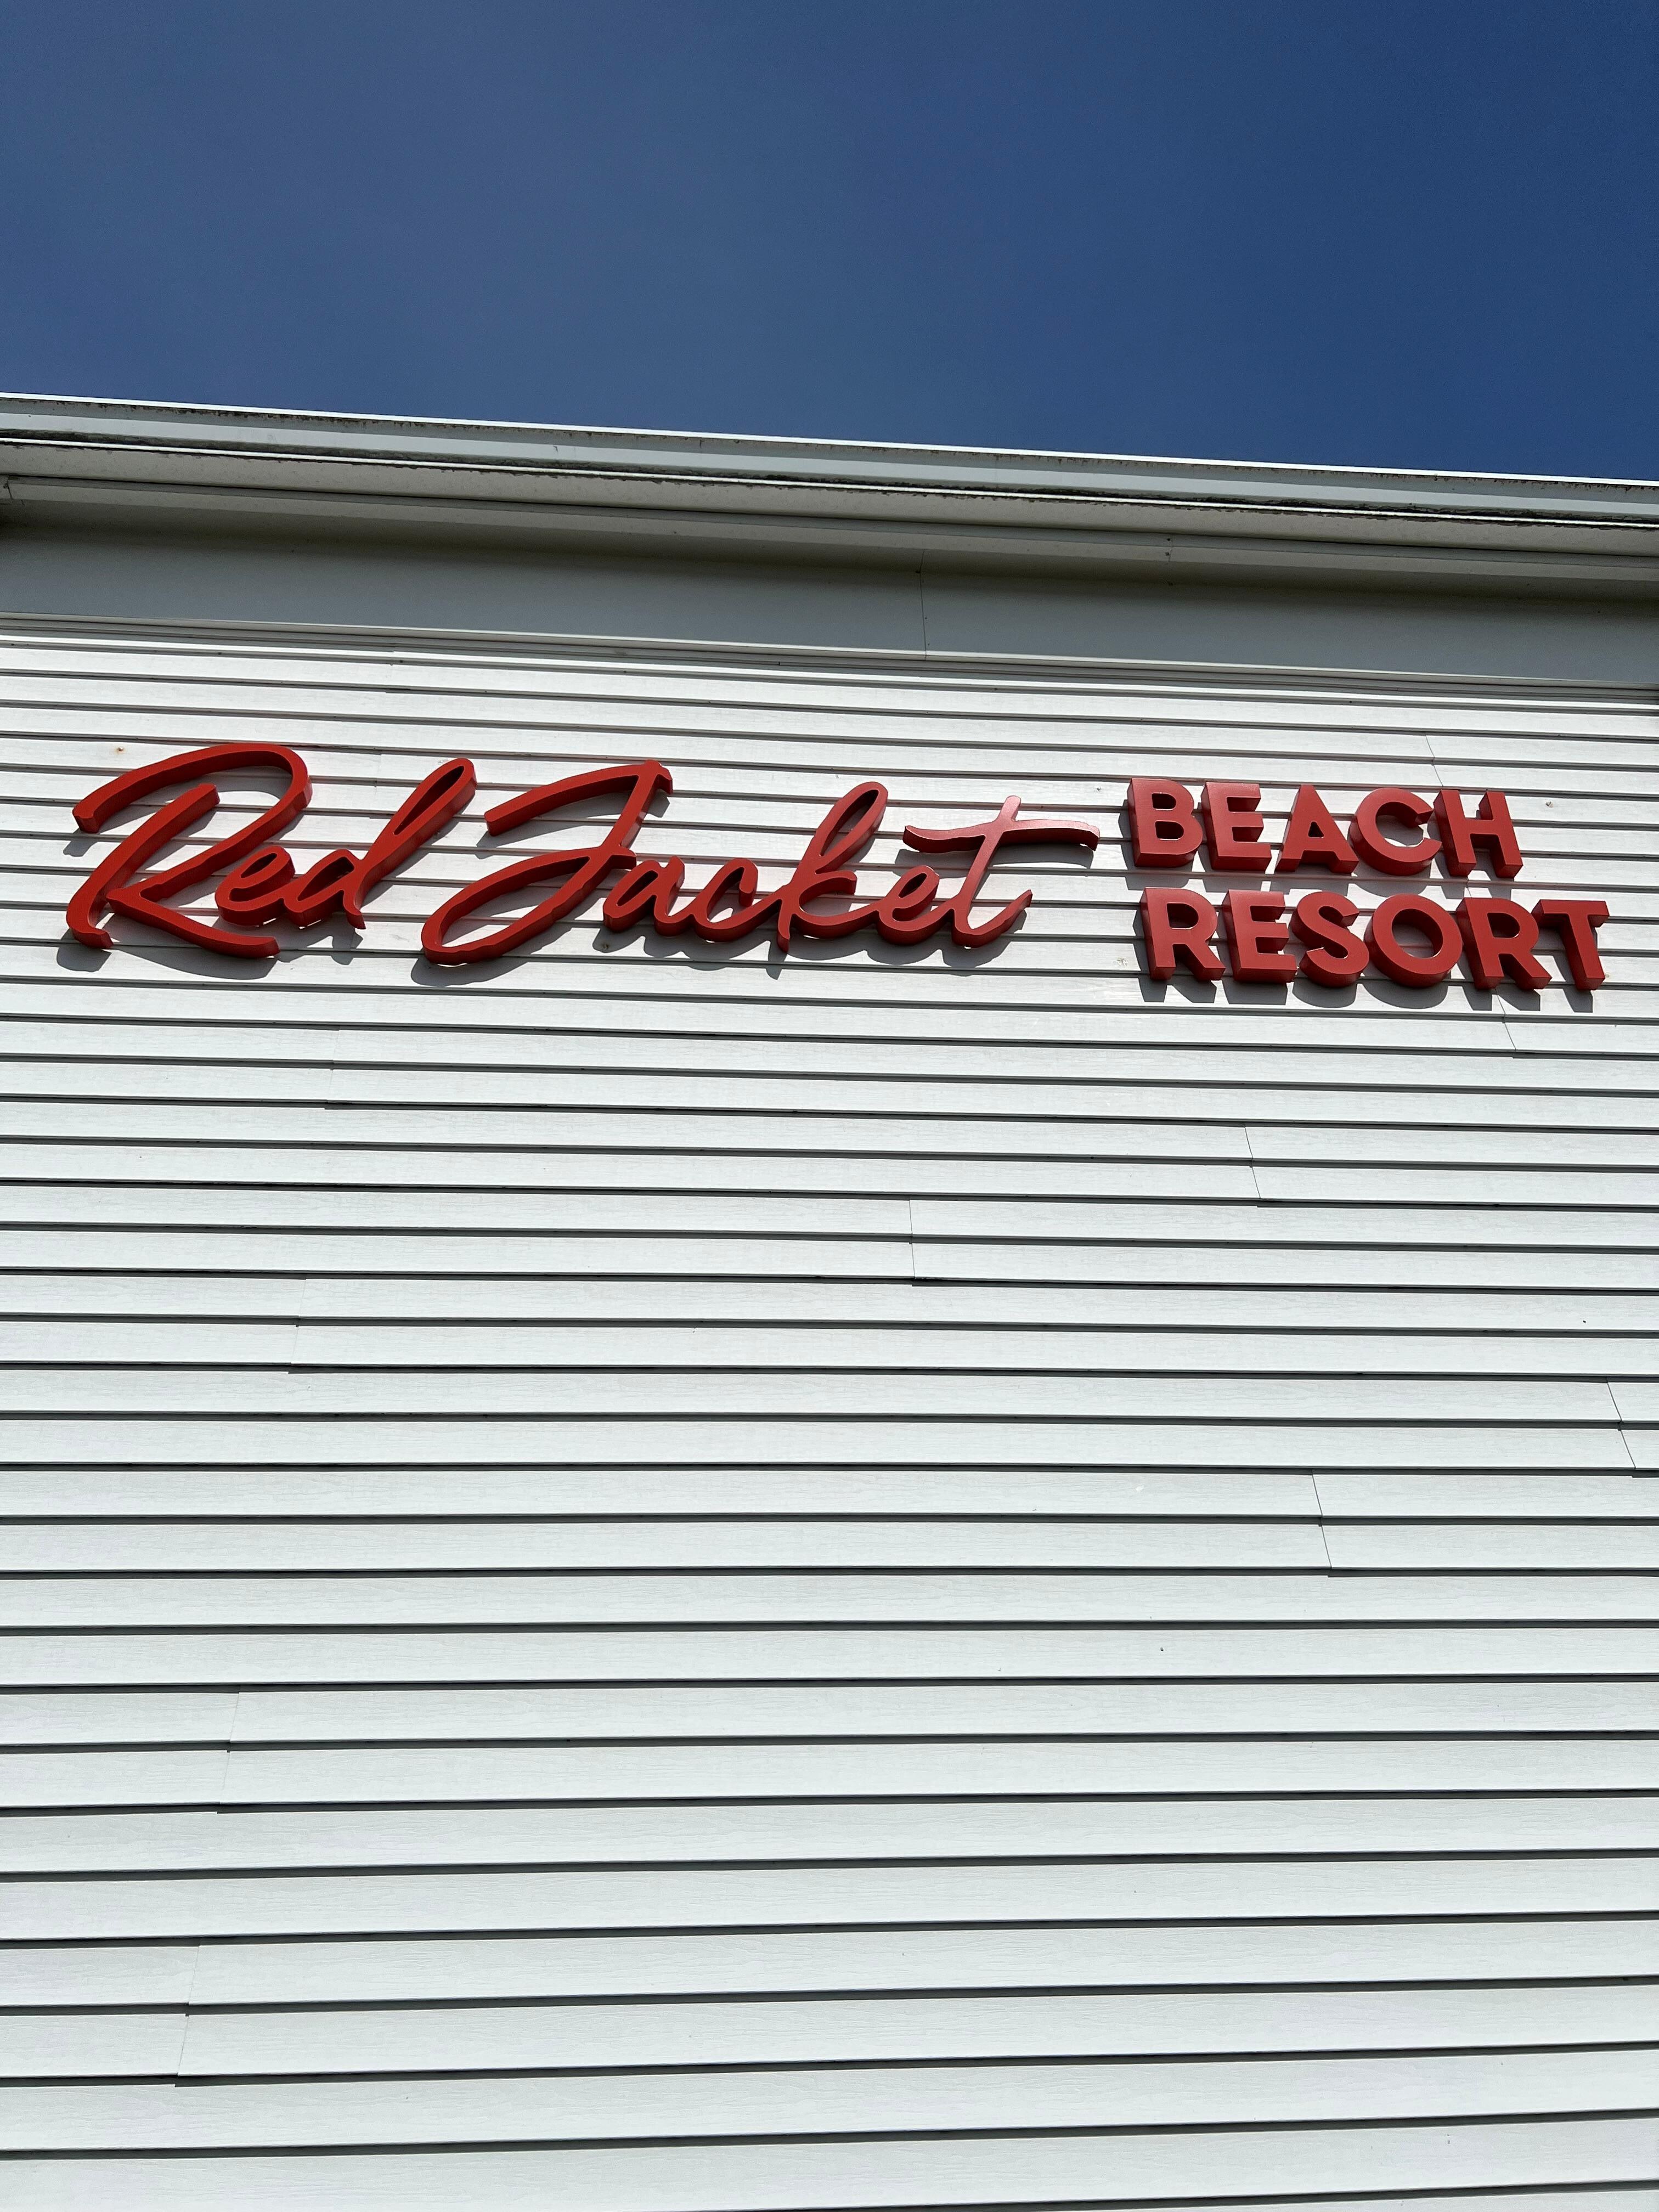 Red Jacket
BEACH
RESORT